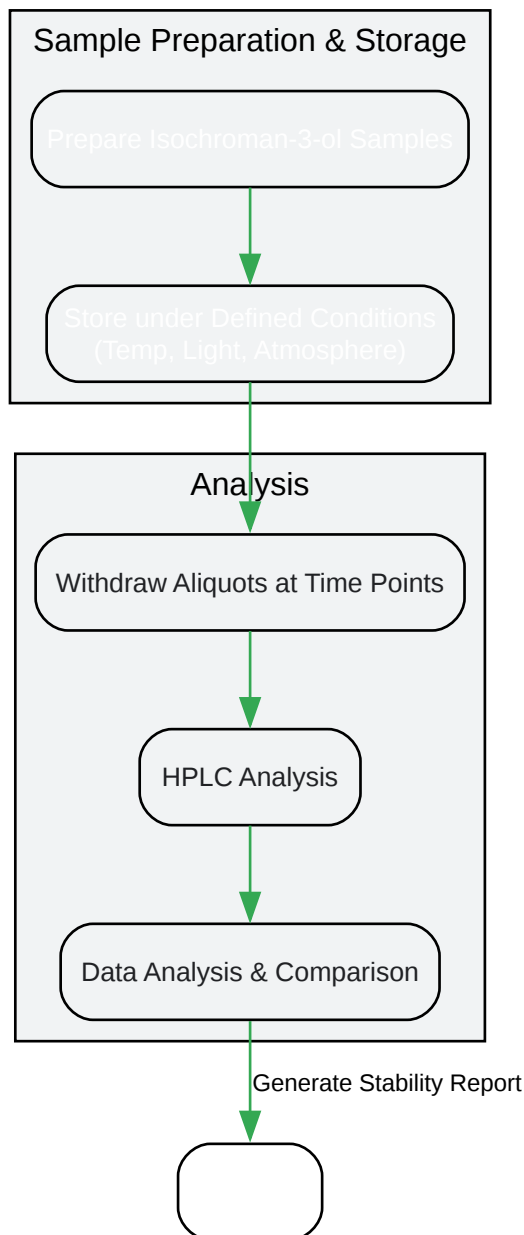 Sample Preparation & Storage
Prepare Isochroman-3-ol Samples
Store under Defined Conditions
(Temp, Light, Atmosphere)
Analysis
Withdraw Aliquots at Time Points
HPLC Analysis
Data Analysis & Comparison
Generate Stability Report